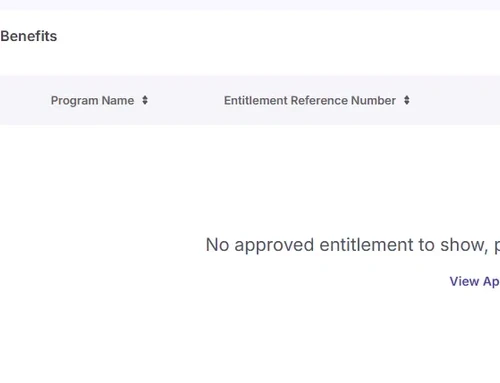 Benefits
Program Name
Entitlement Reference Number
No approved entitlement to show,
View